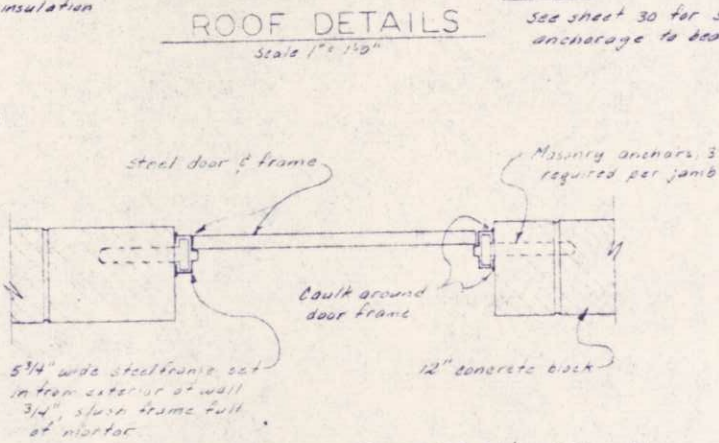 insulation
ROOF DETAILS
Scale 1" = 1'-0"
See sheet 30 for
anchorage to
Steel door & frame
Masonry anchors, 3
required per jamb
Caulk around
door frame
5 3/4" wide steel frame set
in from exterior of wall
3/4", slush frame full
of mortar
12" concrete block